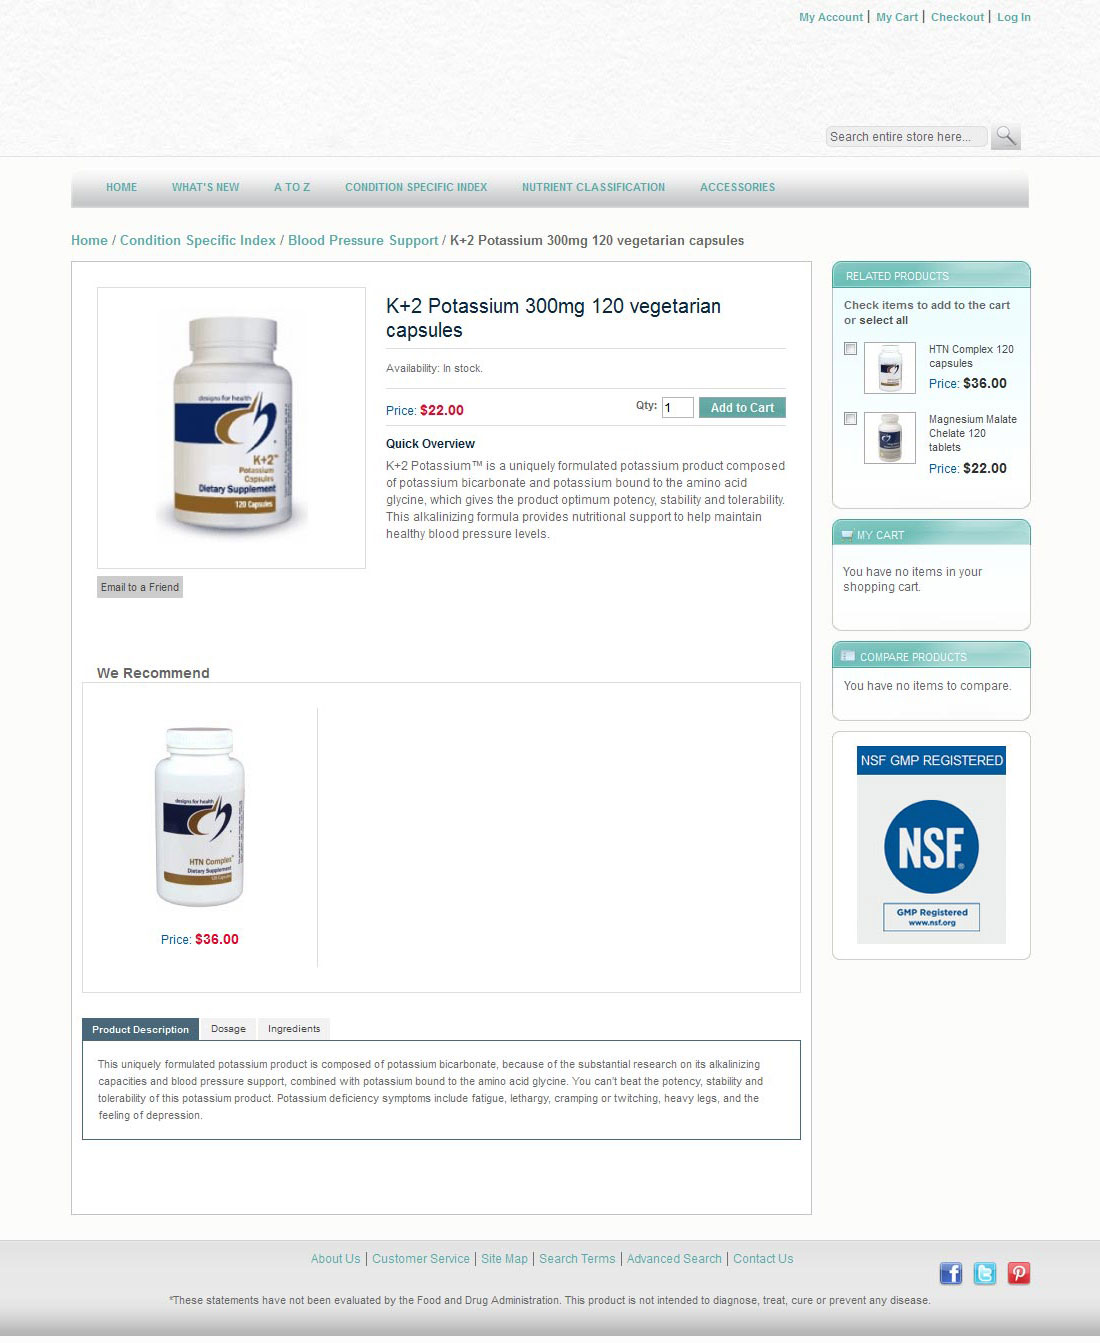 My Account | My Cart | Checkout | Log In
Search entire store here...
HOME WHAT'S NEW A TO Z CONDITION SPECIFIC INDEX NUTRIENT CLASSIFICATION ACCESSORIES
Home / Condition Specific Index / Blood Pressure Support / K+2 Potassium 300mg 120 vegetarian capsules
designs for health
K+2™
Potassium
Capsules
Dietary Supplement
120 Capsules
Email to a Friend
K+2 Potassium 300mg 120 vegetarian
capsules
Availability: In stock.
Price: $22.00
Qty: 1 Add to Cart
Quick Overview
K+2 Potassium™ is a uniquely formulated potassium product composed
of potassium bicarbonate and potassium bound to the amino acid
glycine, which gives the product optimum potency, stability and tolerability.
This alkalinizing formula provides nutritional support to help maintain
healthy blood pressure levels.
We Recommend
designs for health
HTN Complex™
Dietary Supplement
120 Capsules
Price: $36.00
Product Description Dosage Ingredients
This uniquely formulated potassium product is composed of potassium bicarbonate, because of the substantial research on its alkalinizing
capacities and blood pressure support, combined with potassium bound to the amino acid glycine. You can't beat the potency, stability and
tolerability of this potassium product. Potassium deficiency symptoms include fatigue, lethargy, cramping or twitching, heavy legs, and the
feeling of depression.
RELATED PRODUCTS
Check items to add to the cart
or select all
HTN Complex 120
capsules
Price: $36.00
Magnesium Malate
Chelate 120
tablets
Price: $22.00
MY CART
You have no items in your
shopping cart.
COMPARE PRODUCTS
You have no items to compare.
NSF GMP REGISTERED
NSF®
GMP Registered
www.nsf.org
About Us | Customer Service | Site Map | Search Terms | Advanced Search | Contact Us
*These statements have not been evaluated by the Food and Drug Administration. This product is not intended to diagnose, treat, cure or prevent any disease.